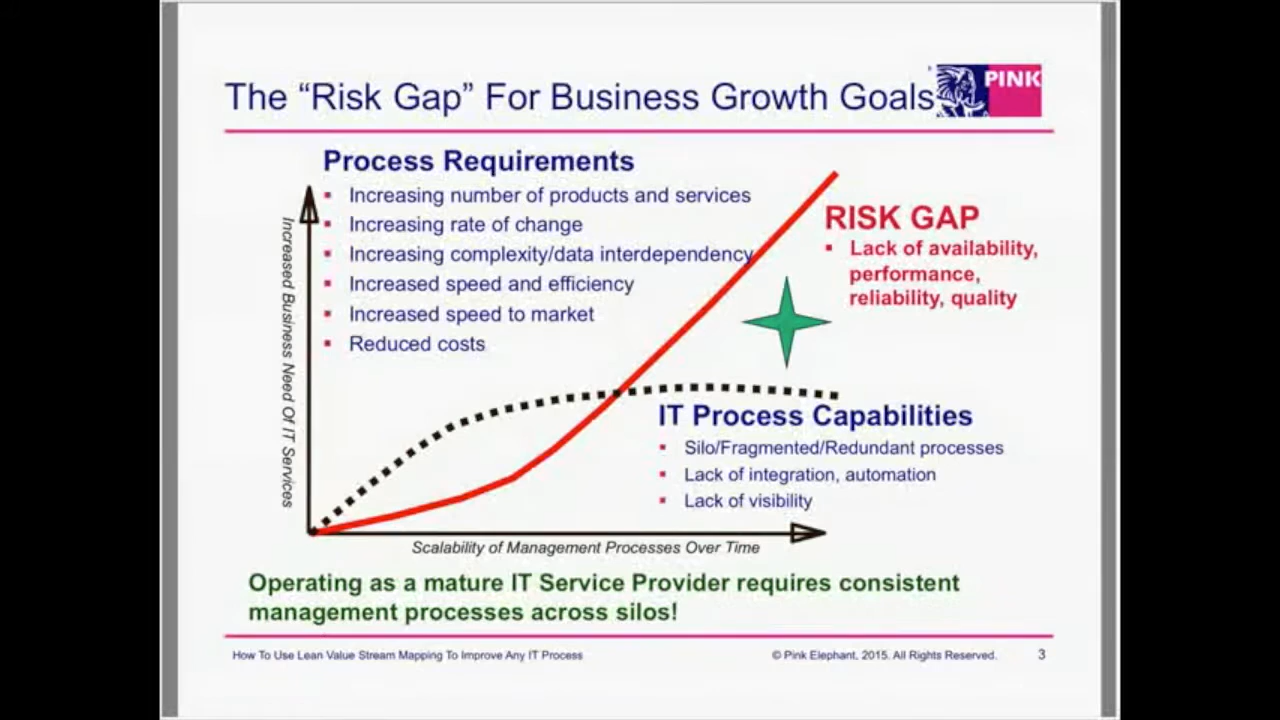 The “Risk Gap” For Business Growth Goals
PINK
Process Requirements
Increasing number of products and services
Increasing rate of change
Increasing complexity/data interdependency
Increased speed and efficiency
Increased speed to market
Reduced costs
Increased Business Need Of IT Services
RISK GAP
Lack of availability,
performance,
reliability, quality
IT Process Capabilities
Silo/Fragmented/Redundant processes
Lack of integration, automation
Lack of visibility
Scalability of Management Processes Over Time
Operating as a mature IT Service Provider requires consistent
management processes across silos!
How To Use Lean Value Stream Mapping To Improve Any IT Process
© Pink Elephant, 2015. All Rights Reserved.
3